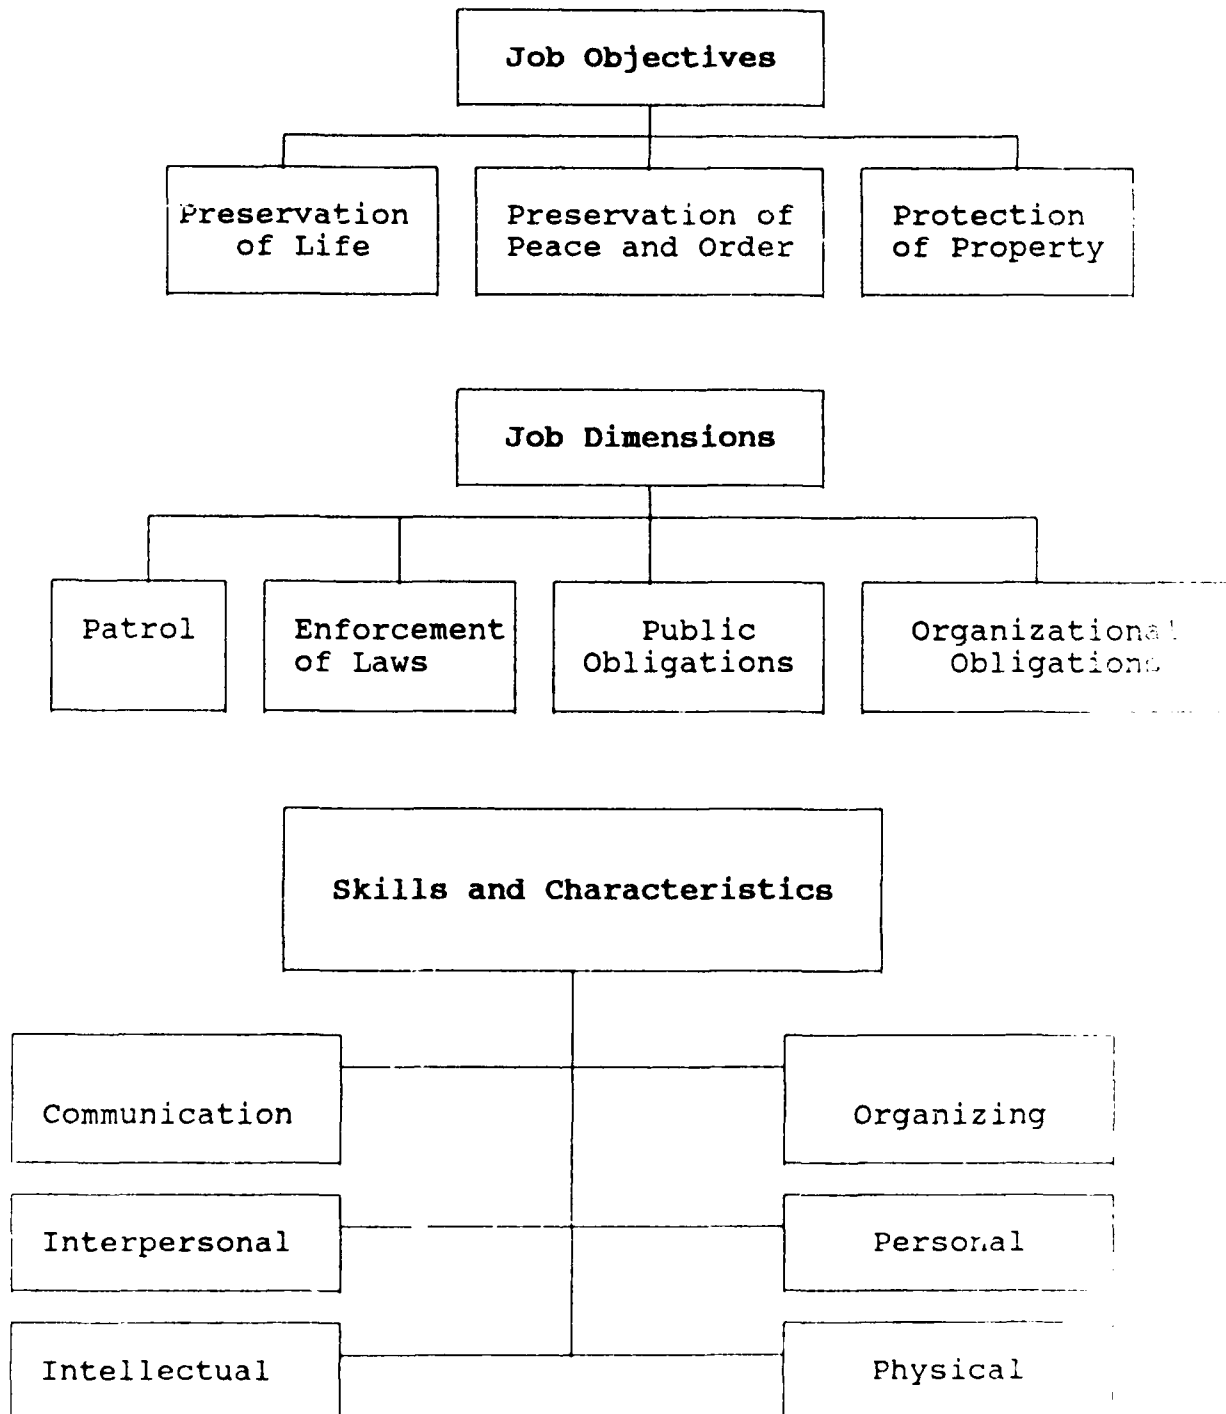 Job Objectives
Preservation
of Life
Preservation of
Peace and Order
Protection
of Property
Job Dimensions
Patrol
Enforcement
of Laws
Public
Obligations
Organizational
Obligations
Skills and Characteristics
Communication
Organizing
Interpersonal
Personal
Intellectual
Physical